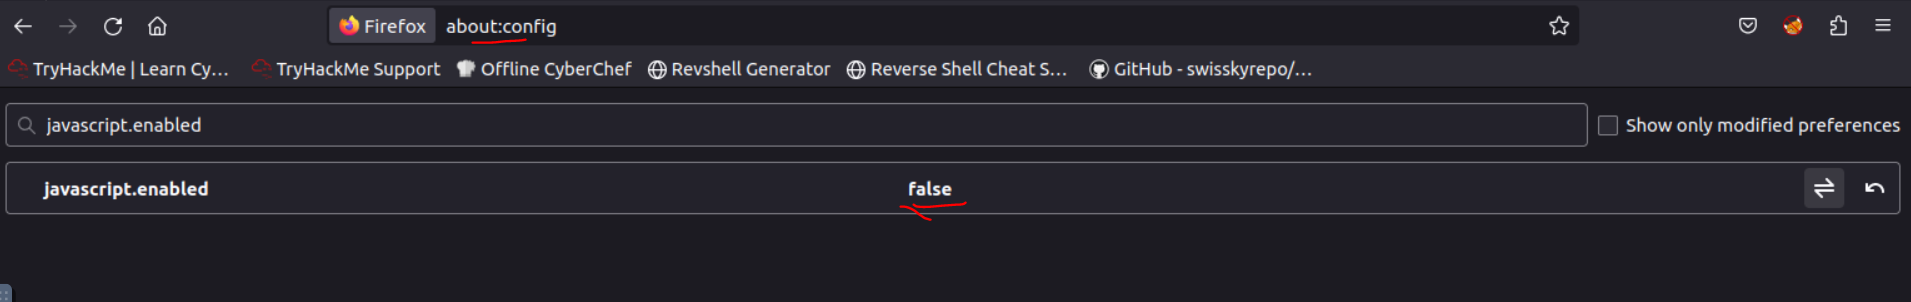 Firefox about:config
TryHackMe | Learn Cy... TryHackMe Support Offline CyberChef Revshell Generator Reverse Shell Cheat S... GitHub - swisskyrepo/...
javascript.enabled Show only modified preferences
javascript.enabled false